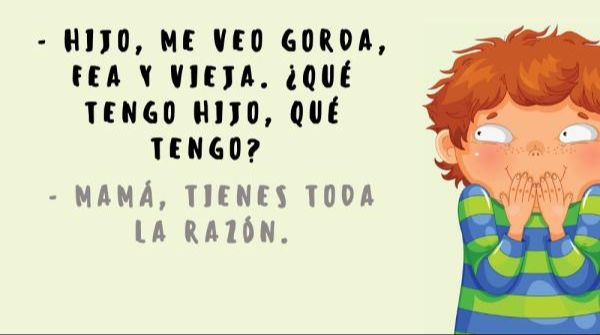 - HIJO, ME VEO GORDA,
FEA Y VIEJA. ¿QUÉ
TENGO HIJO, QUÉ
TENGO?
- MAMÁ, TIENES TODA
LA RAZÓN.